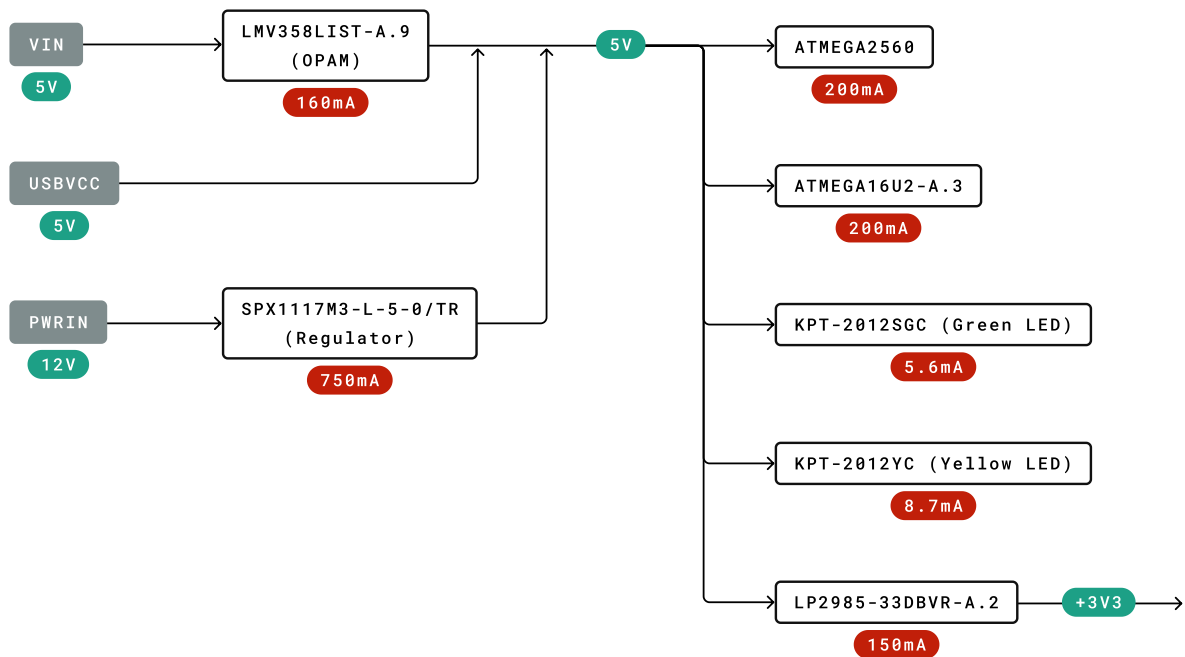 VIN
5V
LMV358LIST-A.9
(OPAM)
160mA
5V
ATMEGA2560
200mA
USBVCC
5V
ATMEGA16U2-A.3
200mA
PWRIN
12V
SPX1117M3-L-5-0/TR
(Regulator)
750mA
KPT-2012SGC (Green LED)
5.6mA
KPT-2012YC (Yellow LED)
8.7mA
LP2985-33DBVR-A.2
150mA
+3V3